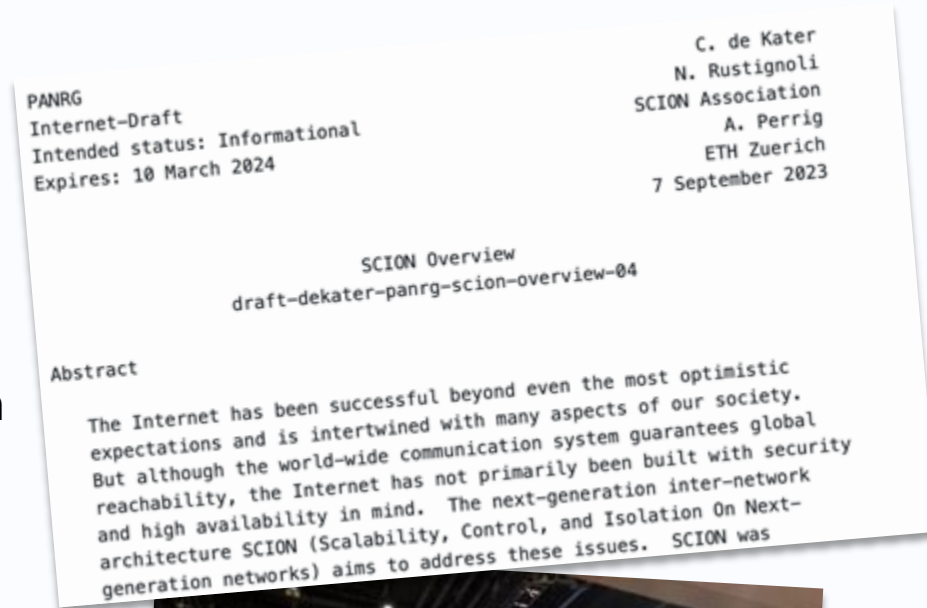 PANRG
Internet-Draft
Intended status: Informational
Expires: 10 March 2024
C. de Kater
N. Rustignoli
SCION Association
A. Perrig
ETH Zuerich
7 September 2023
SCION Overview
draft-dekater-panrg-scion-overview-04
Abstract
The Internet has been successful beyond even the most optimistic
expectations and is intertwined with many aspects of our society.
But although the world-wide communication system guarantees global
reachability, the Internet has not primarily been built with security
and high availability in mind.  The next-generation inter-network
architecture SCION (Scalability, Control, and Isolation On Next-
generation networks) aims to address these issues.  SCION was